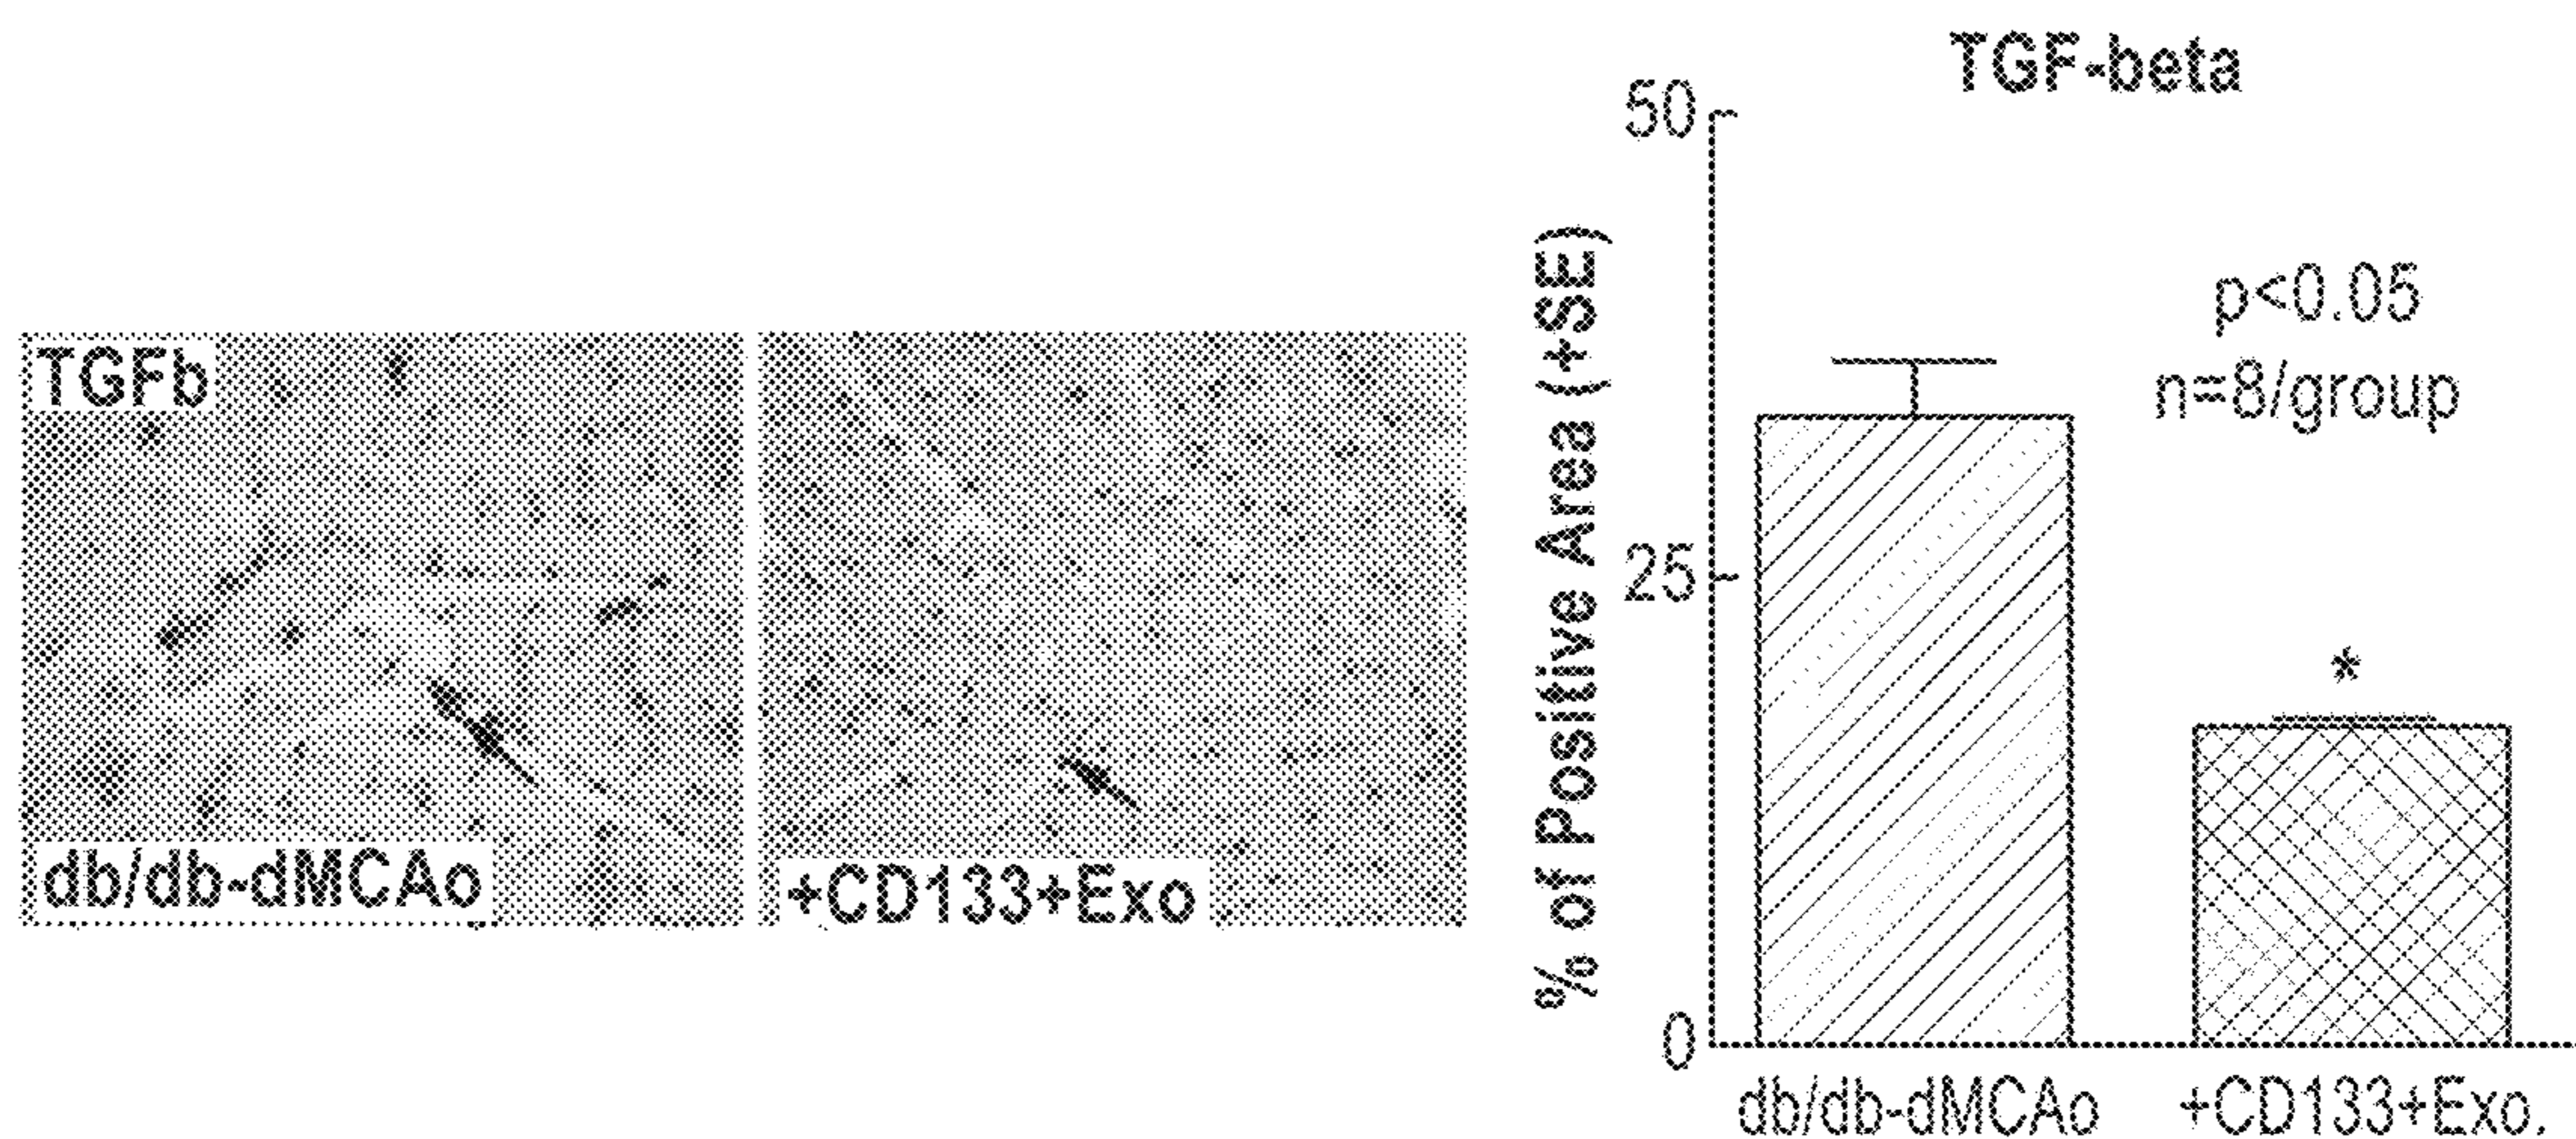 TGFb
db/db-dMCAo
+CD133+Exo
TGF-beta
% of Positive Area (+SE)
50
25
0
p<0.05
n=8/group
*
db/db-dMCAo
+CD133+Exo.